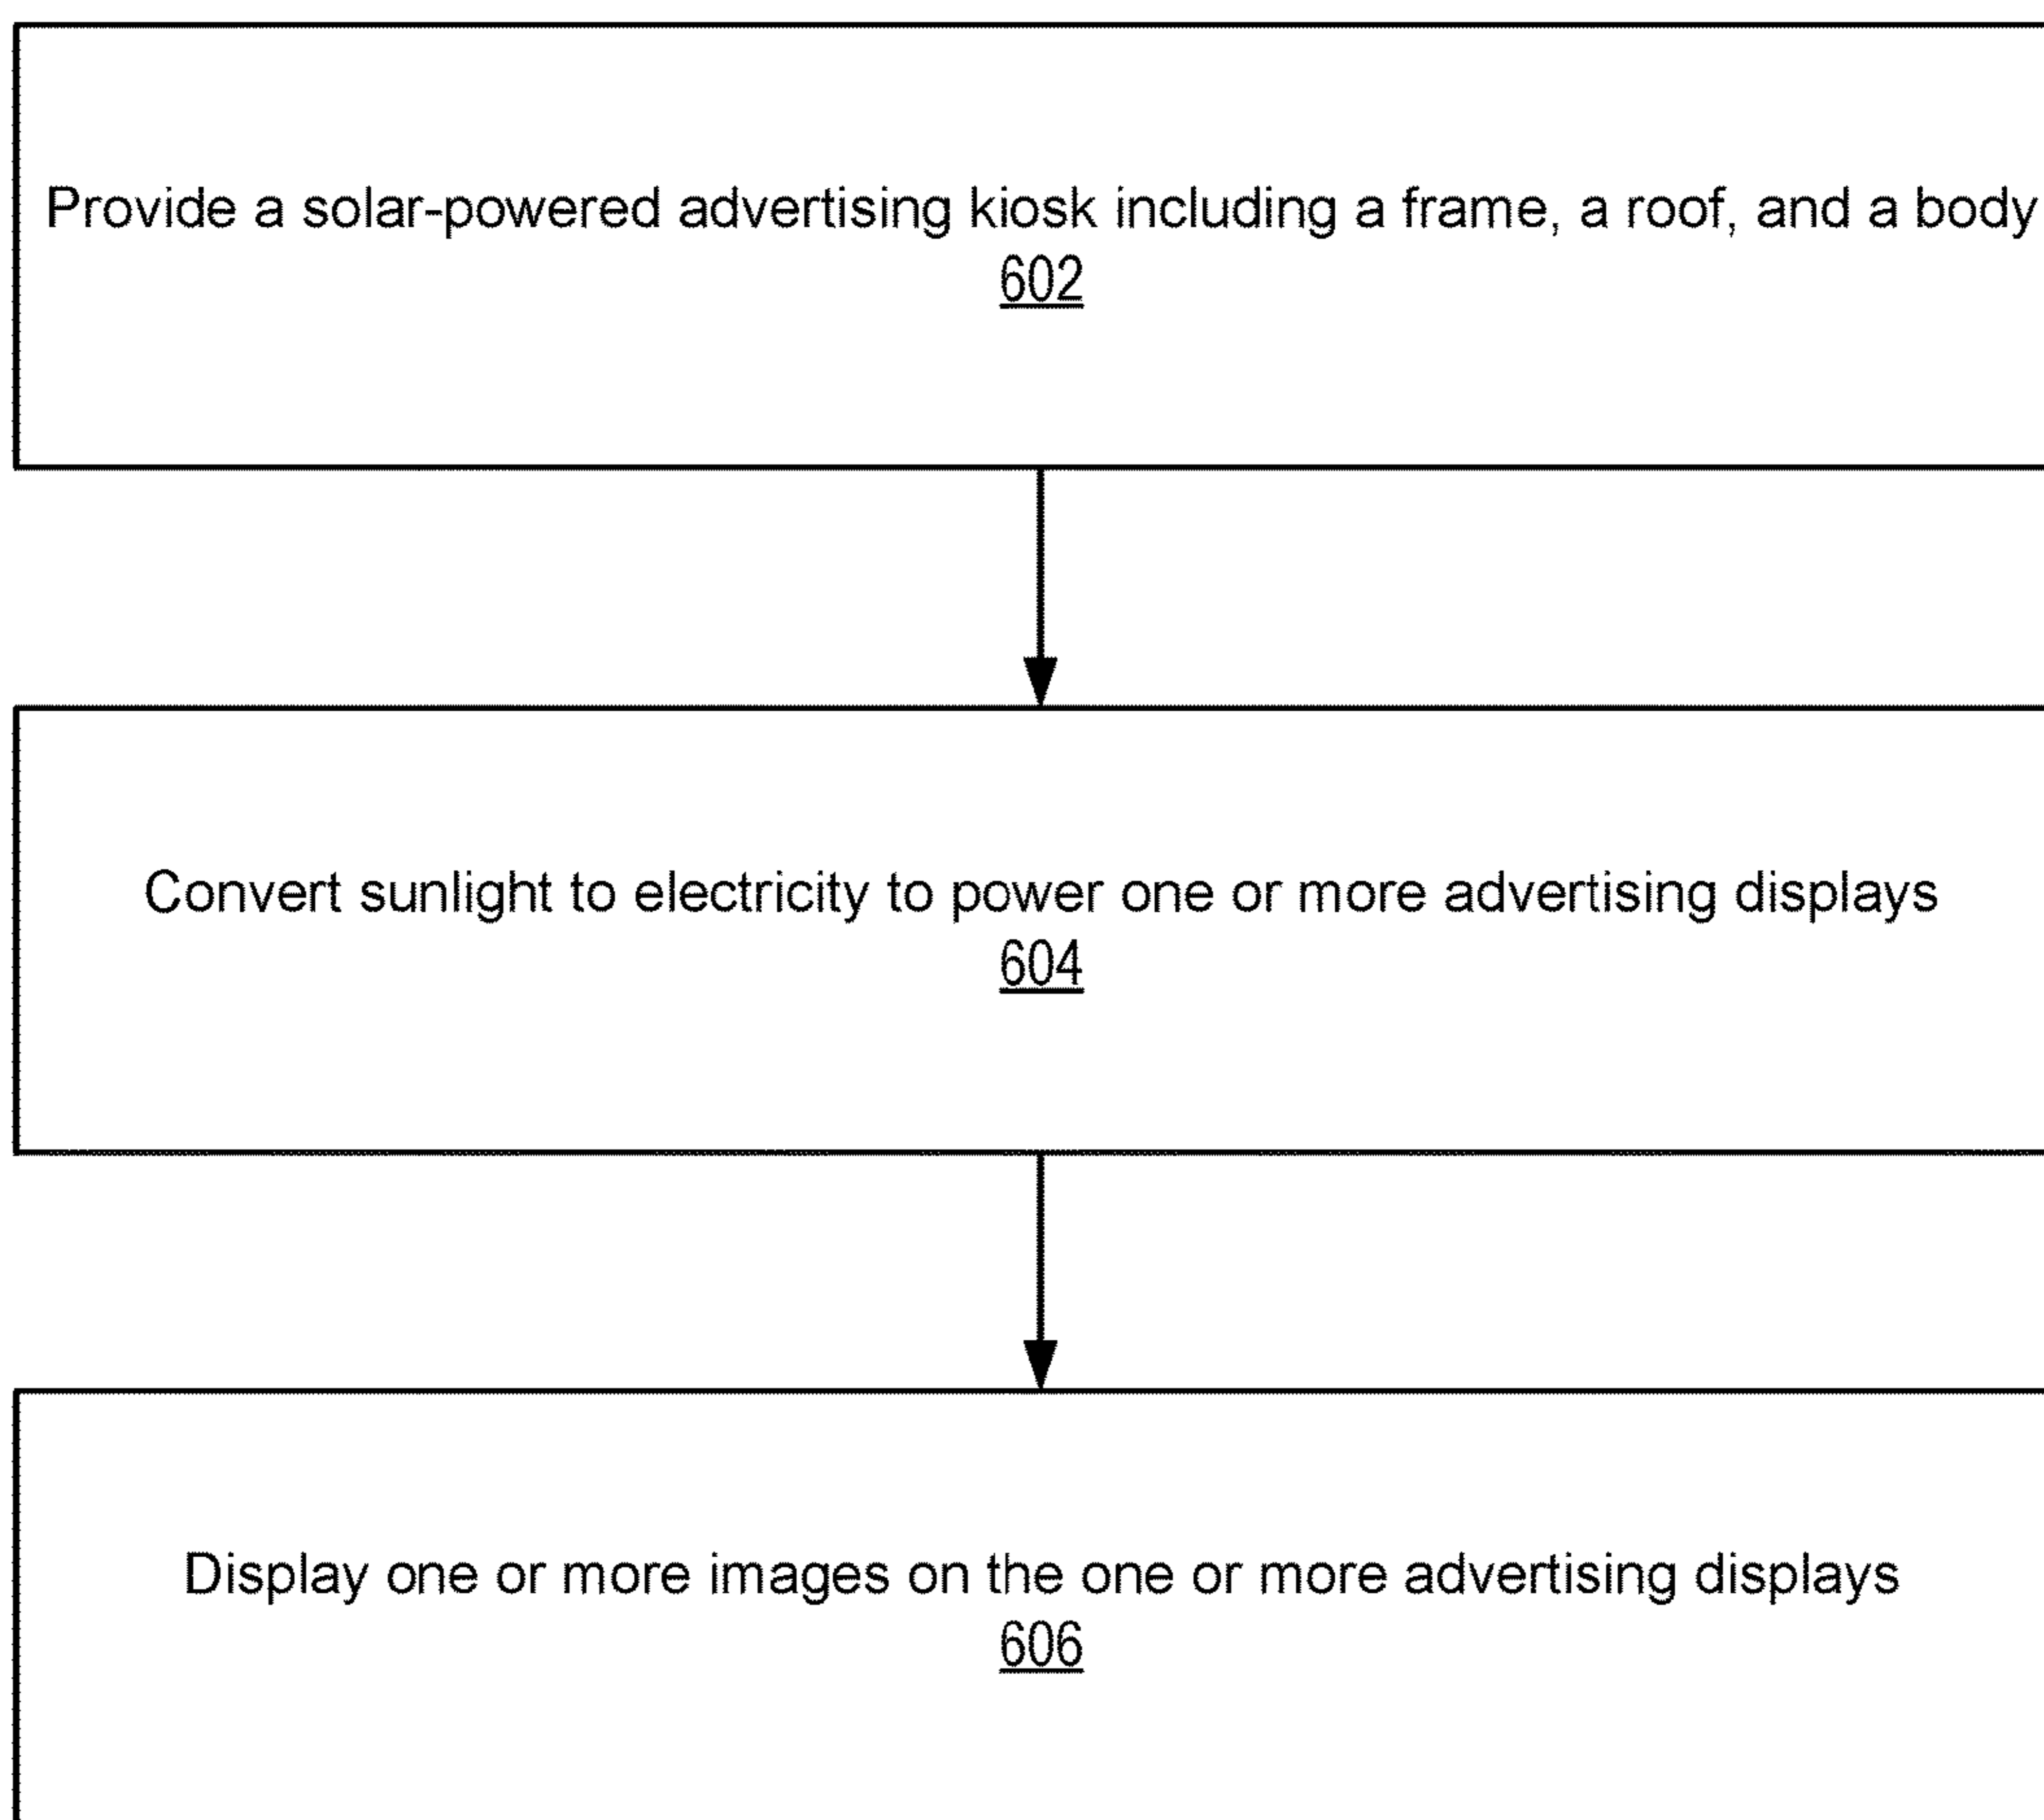 Provide a solar-powered advertising kiosk including a frame, a roof, and a body
602
Convert sunlight to electricity to power one or more advertising displays
604
Display one or more images on the one or more advertising displays
606